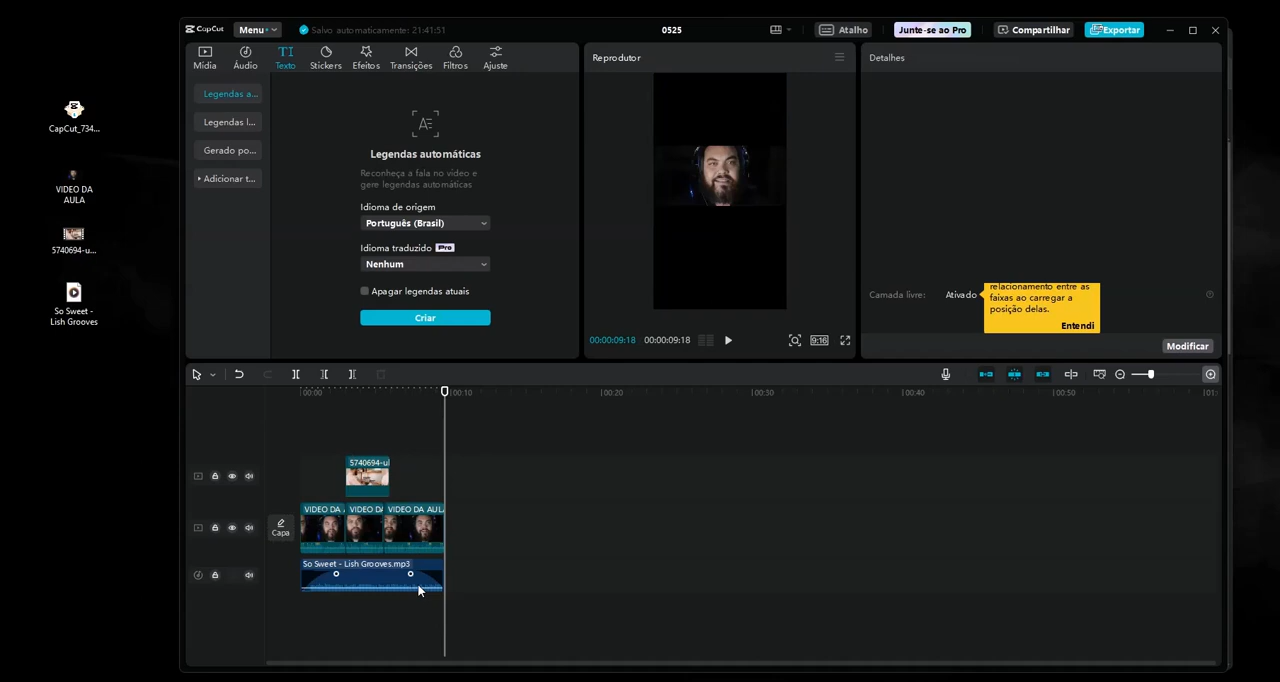 CapCut
Menu
Salvo automaticamente: 21:41:51
0525
Atalho
Junte-se ao Pro
Compartilhar
Exportar
Mídia
Áudio
Texto
Stickers
Efeitos
Transições
Filtros
Ajuste
Reprodutor
Detalhes
Legendas a...
Legendas l...
Gerado po...
Adicionar t...
Legendas automáticas
Reconheça a fala no vídeo e
gere legendas automáticas
Idioma de origem
Português (Brasil)
Idioma traduzido Pro
Nenhum
Apagar legendas atuais
Criar
00:00:09:18
00:00:09:18
9:16
Camada livre:
Ativado
relacionamento entre as
faixas ao carregar a
posição delas.
Entendi
Modificar
CapCut_734...
VIDEO DA
AULA
5740694-u...
So Sweet -
Lish Grooves
00:00
00:10
00:20
00:30
00:40
00:50
01:
5740694-ul
Capa
VIDEO DA
VIDEO DA
VIDEO DA AUL
So Sweet - Lish Grooves.mp3